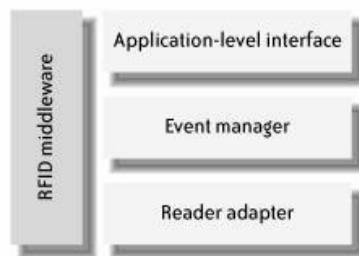 RFID middleware
Application-level interface
Event manager
Reader adapter